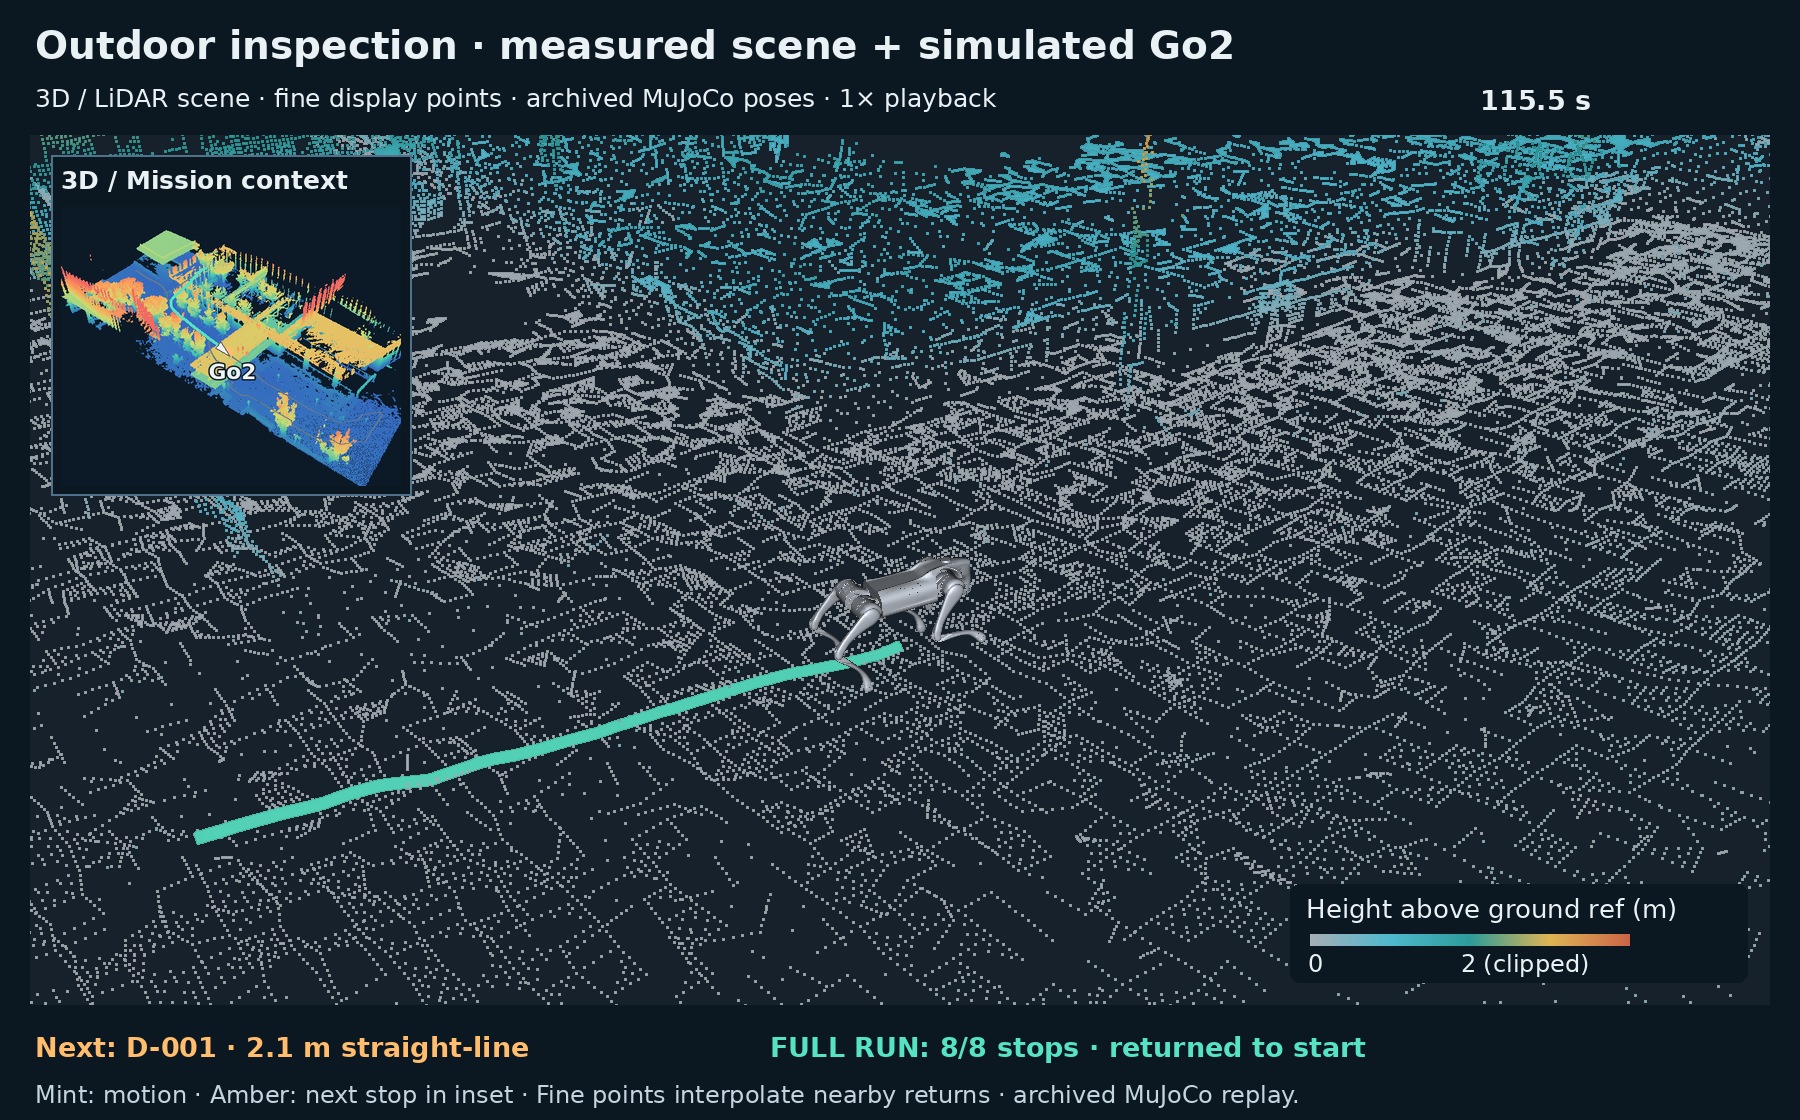 Outdoor inspection · measured scene + simulated Go2
3D / LiDAR scene · fine display points · archived MuJoCo poses · 1× playback
115.5 s
3D / Mission context
Go2
Height above ground ref (m)
0 2 (clipped)
Next: D-001 · 2.1 m straight-line
FULL RUN: 8/8 stops · returned to start
Mint: motion · Amber: next stop in inset · Fine points interpolate nearby returns · archived MuJoCo replay.